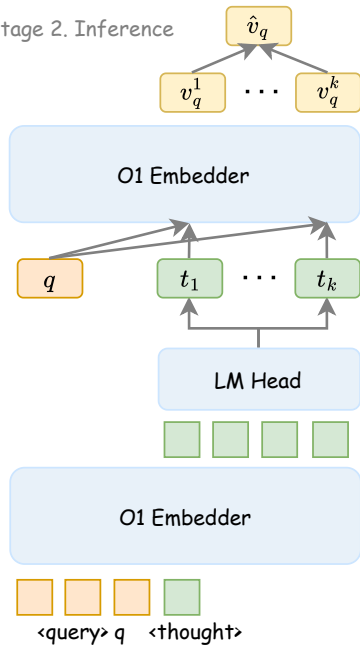 tage 2. Inference
v̂_q
v_q^1 ··· v_q^k
O1 Embedder
q t_1 ··· t_k
LM Head
O1 Embedder
<query> q <thought>